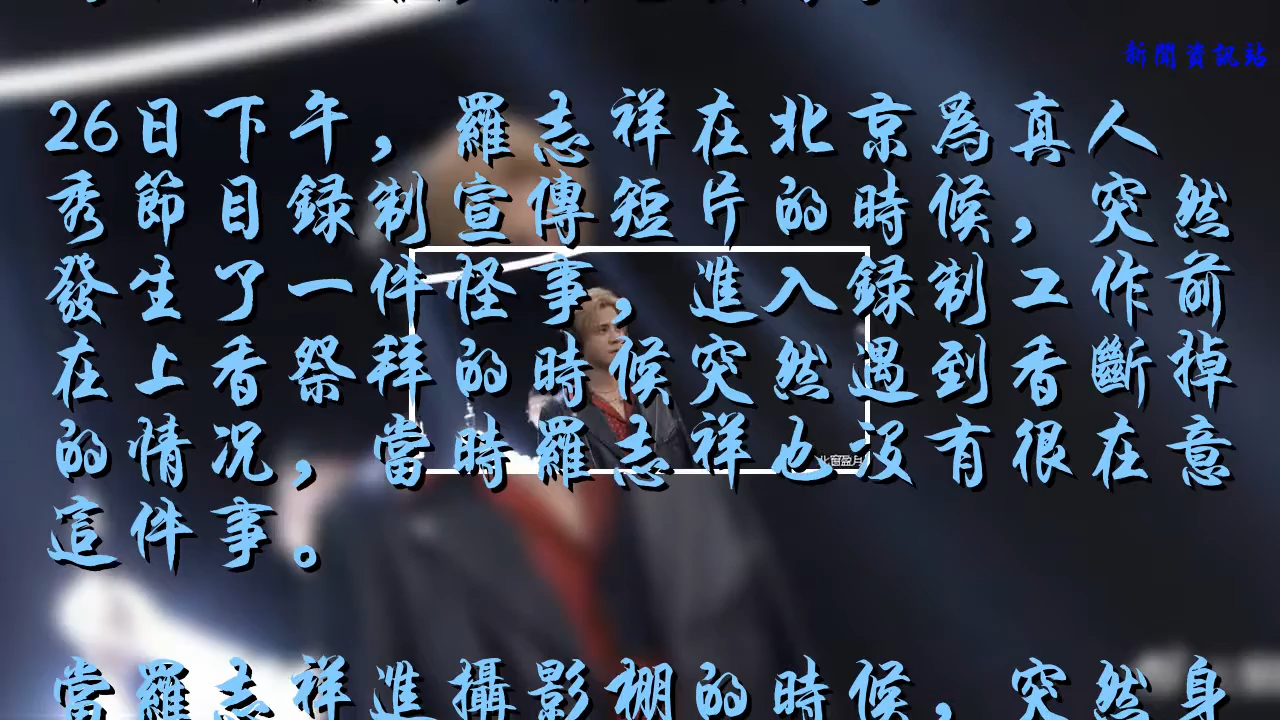 新聞資訊站
26日下午，羅志祥在北京爲真人
秀節目録制宣傳短片的時候，突然
發生了一件怪事，進入録制工作前
在上香祭拜的時候突然遇到香斷掉
的情况，當時羅志祥也没有很在意
這件事。
當羅志祥進攝影棚的時候，突然身